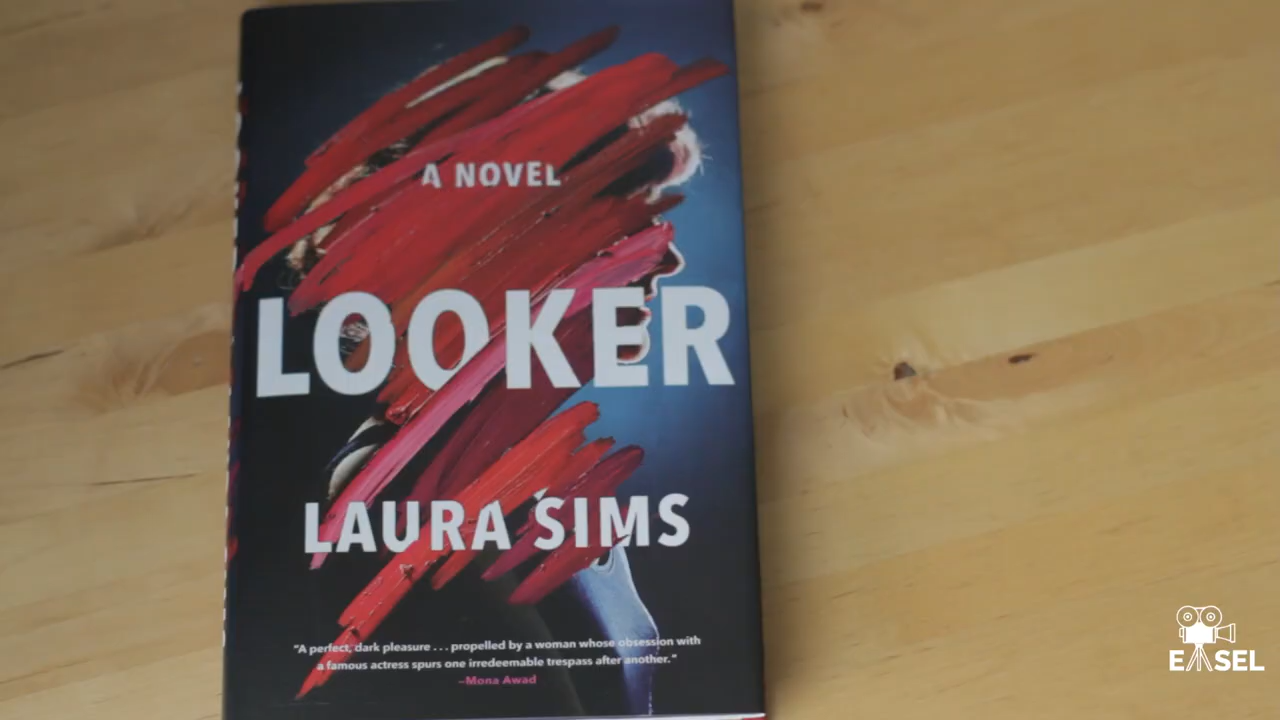 A NOVEL
LOOKER
LAURA SIMS
"A perfect, dark pleasure . . . propelled by a woman whose obsession with
a famous actress spurs one irredeemable trespass after another."
—Mona Awad
EASEL